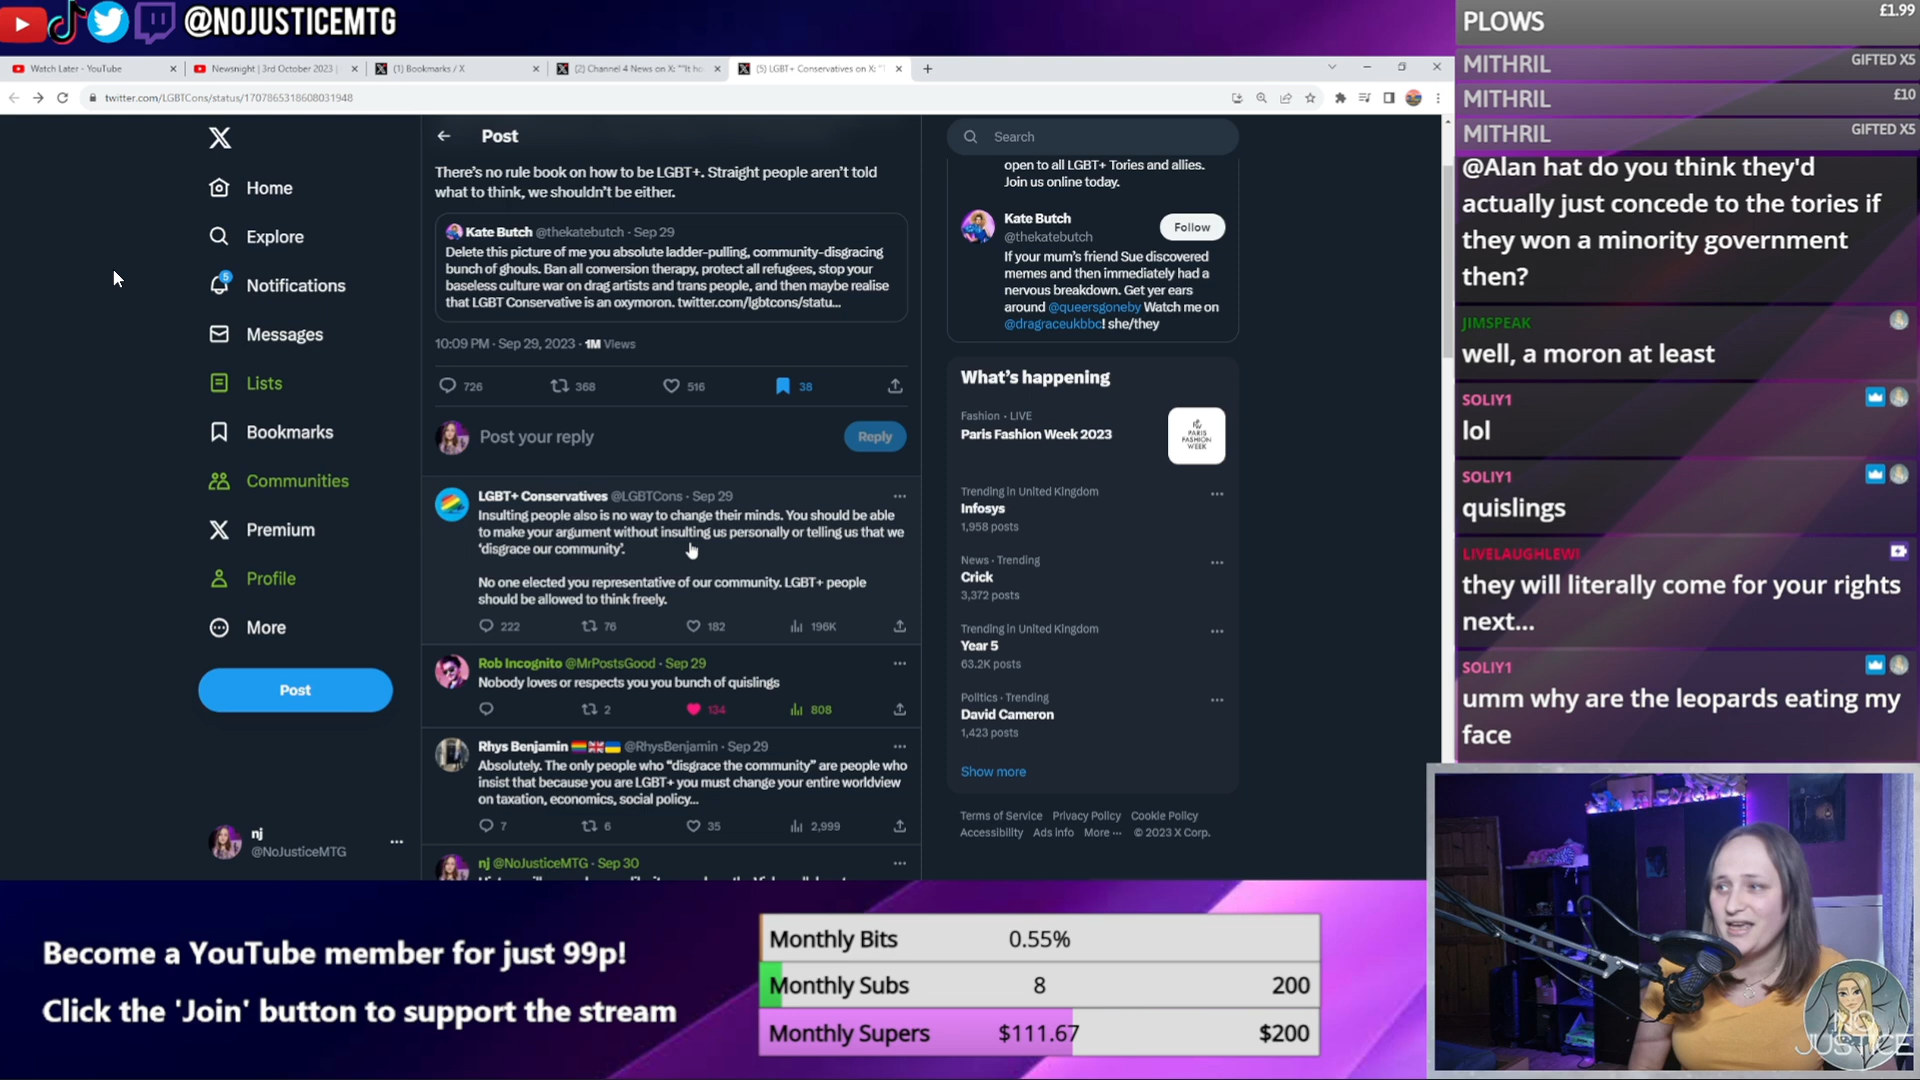 @NOJUSTICEMTG
Watch Later - YouTube
Newsnight | 3rd October 2023 |
(1) Bookmarks / X
(2) Channel 4 News on X: ""It ho
(5) LGBT+ Conservatives on X: "T
twitter.com/LGBTCons/status/1707865318608031948
Home
Explore
5
Notifications
Messages
Lists
Bookmarks
Communities
Premium
Profile
More
Post
nj
@NoJusticeMTG
Post
There's no rule book on how to be LGBT+. Straight people aren't told
what to think, we shouldn't be either.
Kate Butch @thekatebutch · Sep 29
Delete this picture of me you absolute ladder-pulling, community-disgracing
bunch of ghouls. Ban all conversion therapy, protect all refugees, stop your
baseless culture war on drag artists and trans people, and then maybe realise
that LGBT Conservative is an oxymoron. twitter.com/lgbtcons/statu...
10:09 PM · Sep 29, 2023 · 1M Views
726 368 516 38
Post your reply
Reply
LGBT+ Conservatives @LGBTCons · Sep 29
Insulting people also is no way to change their minds. You should be able
to make your argument without insulting us personally or telling us that we
'disgrace our community'.
No one elected you representative of our community. LGBT+ people
should be allowed to think freely.
222 76 182 196K
Rob Incognito @MrPostsGood · Sep 29
Nobody loves or respects you you bunch of quislings
2 134 808
Rhys Benjamin @RhysBenjamin · Sep 29
Absolutely. The only people who "disgrace the community" are people who
insist that because you are LGBT+ you must change your entire worldview
on taxation, economics, social policy...
7 6 35 2,999
nj @NoJusticeMTG · Sep 30
Search
open to all LGBT+ Tories and allies.
Join us online today.
Kate Butch
@thekatebutch
Follow
If your mum's friend Sue discovered
memes and then immediately had a
nervous breakdown. Get yer ears
around @queersgoneby Watch me on
@dragraceukbbc! she/they
What's happening
Fashion · LIVE
Paris Fashion Week 2023
PARIS
FASHION
WEEK
Trending in United Kingdom
Infosys
1,958 posts
News · Trending
Crick
3,372 posts
Trending in United Kingdom
Year 5
63.2K posts
Politics · Trending
David Cameron
1,423 posts
Show more
Terms of Service Privacy Policy Cookie Policy
Accessibility Ads info More ··· © 2023 X Corp.
PLOWS £1.99
MITHRIL GIFTED X5
MITHRIL £10
MITHRIL GIFTED X5
@Alan hat do you think they'd
actually just concede to the tories if
they won a minority government
then?
JIMSPEAK
well, a moron at least
SOLIY1
lol
SOLIY1
quislings
LIVELAUGHLEWI
they will literally come for your rights
next...
SOLIY1
umm why are the leopards eating my
face
Become a YouTube member for just 99p!
Click the 'Join' button to support the stream
Monthly Bits 0.55%
Monthly Subs 8 200
Monthly Supers $111.67 $200
NO
JUSTICE